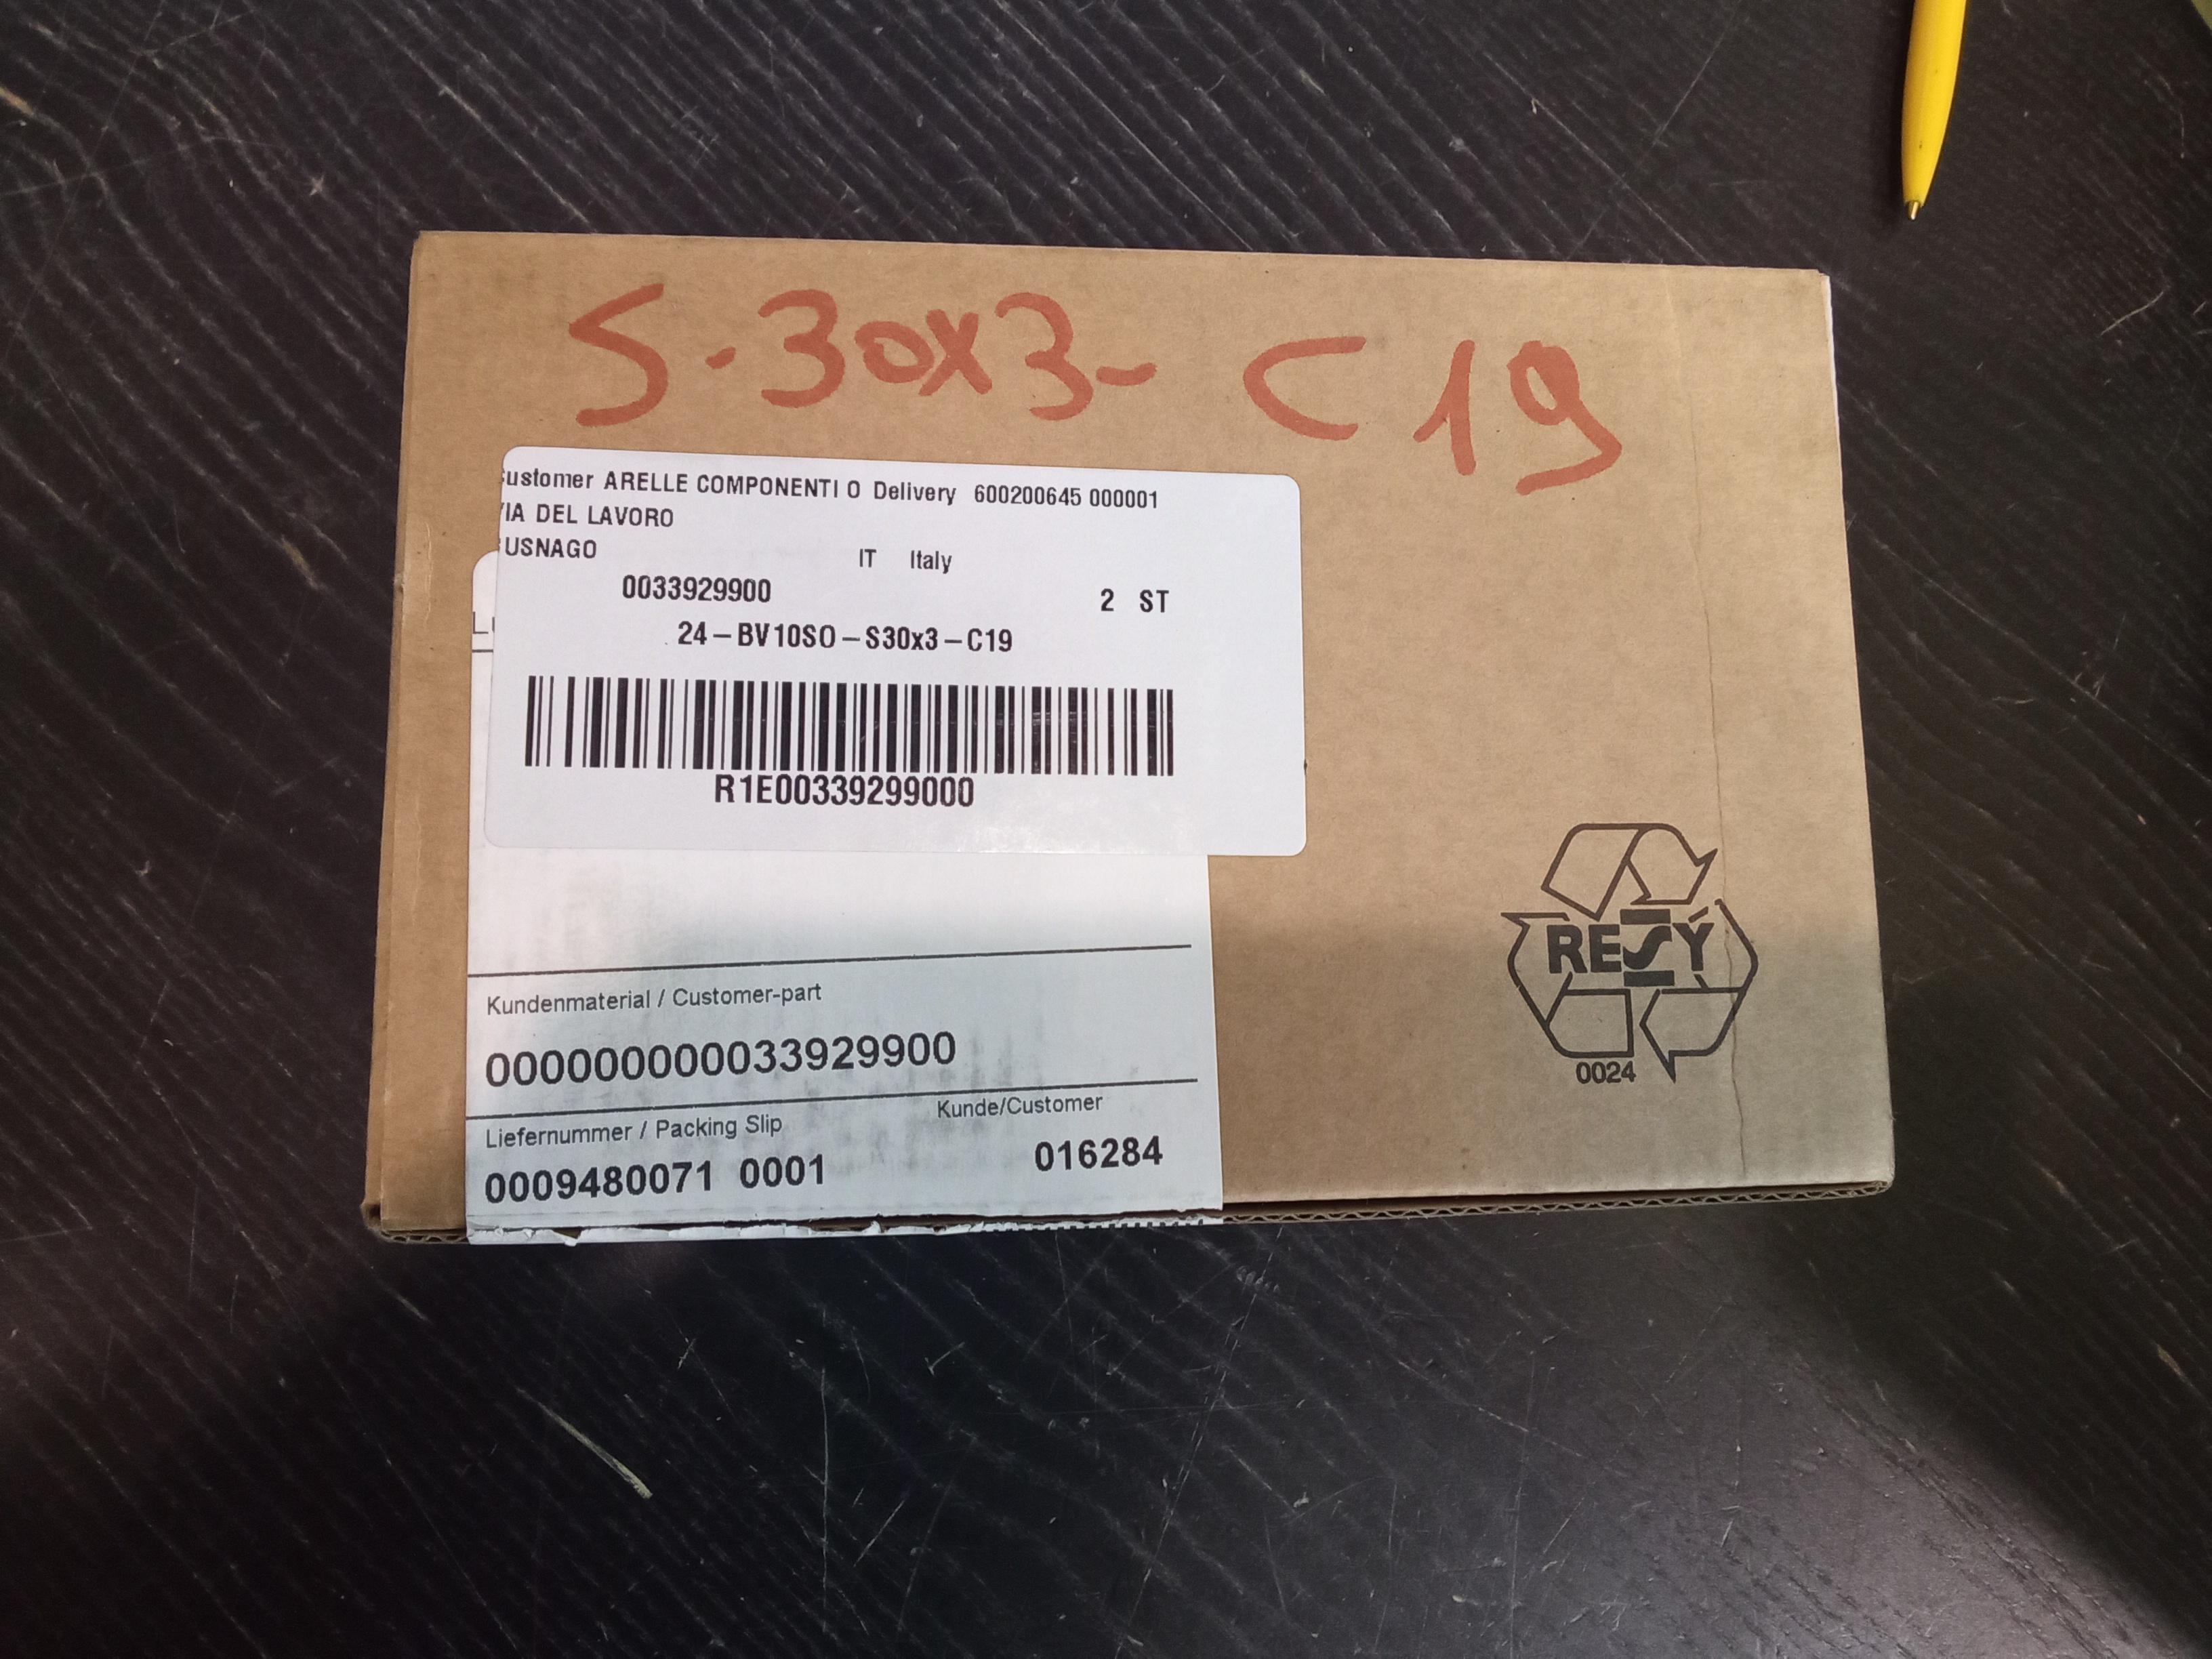 S-30x3- C19
ustomer ARELLE COMPONENTI O Delivery 600200645 000001
IA DEL LAVORO
USNAGO IT Italy
0033929900 2 ST
24-BV10SO-S30x3-C19
R1E00339299000
RESY
0024
Kundenmaterial / Customer-part
000000000033929900
Liefernummer / Packing Slip Kunde/Customer
0009480071 0001 016284